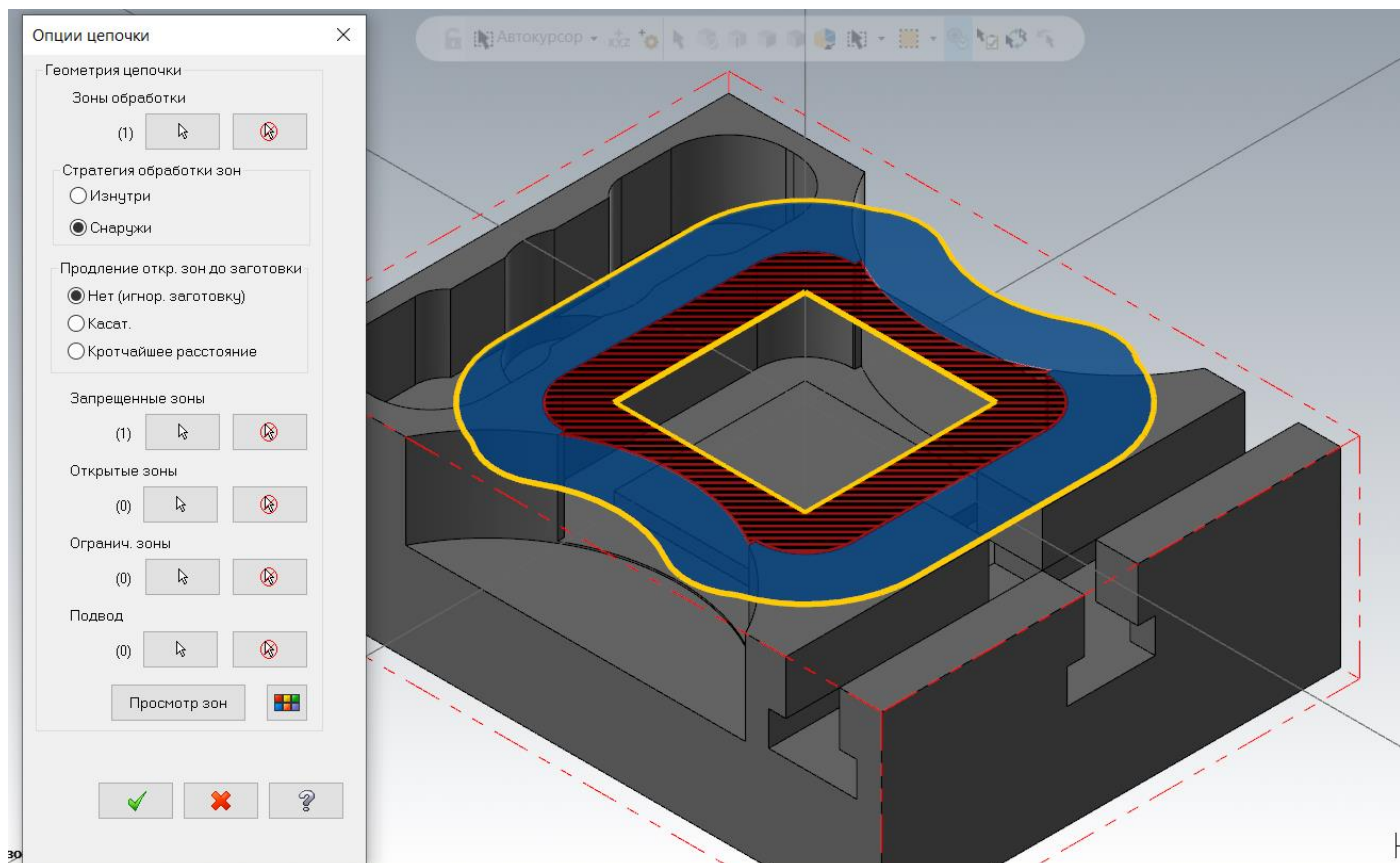 Опции цепочки
Автокурсор
Геометрия цепочки
Зоны обработки
(1)
Стратегия обработки зон
Изнутри
Снаружи
Продление откр. зон до заготовки
Нет (игнор. заготовку)
Касат.
Кротчайшее расстояние
Запрещенные зоны
(1)
Открытые зоны
(0)
Огранич. зоны
(0)
Подвод
(0)
Просмотр зон